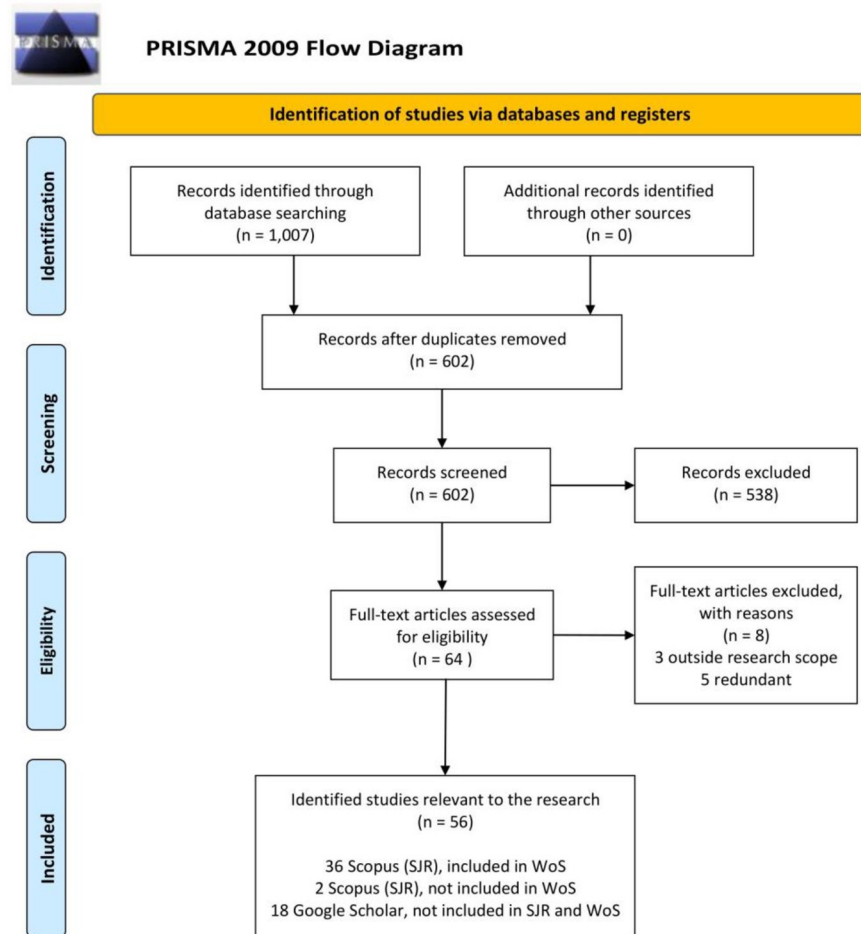 PRISMA
PRISMA 2009 Flow Diagram
Identification of studies via databases and registers
Identification
Records identified through
database searching
(n = 1,007)
Additional records identified
through other sources
(n = 0)
Records after duplicates removed
(n = 602)
Screening
Records screened
(n = 602)
Records excluded
(n = 538)
Eligibility
Full-text articles assessed
for eligibility
(n = 64 )
Full-text articles excluded,
with reasons
(n = 8)
3 outside research scope
5 redundant
Included
Identified studies relevant to the research
(n = 56)
36 Scopus (SJR), included in WoS
2 Scopus (SJR), not included in WoS
18 Google Scholar, not included in SJR and WoS